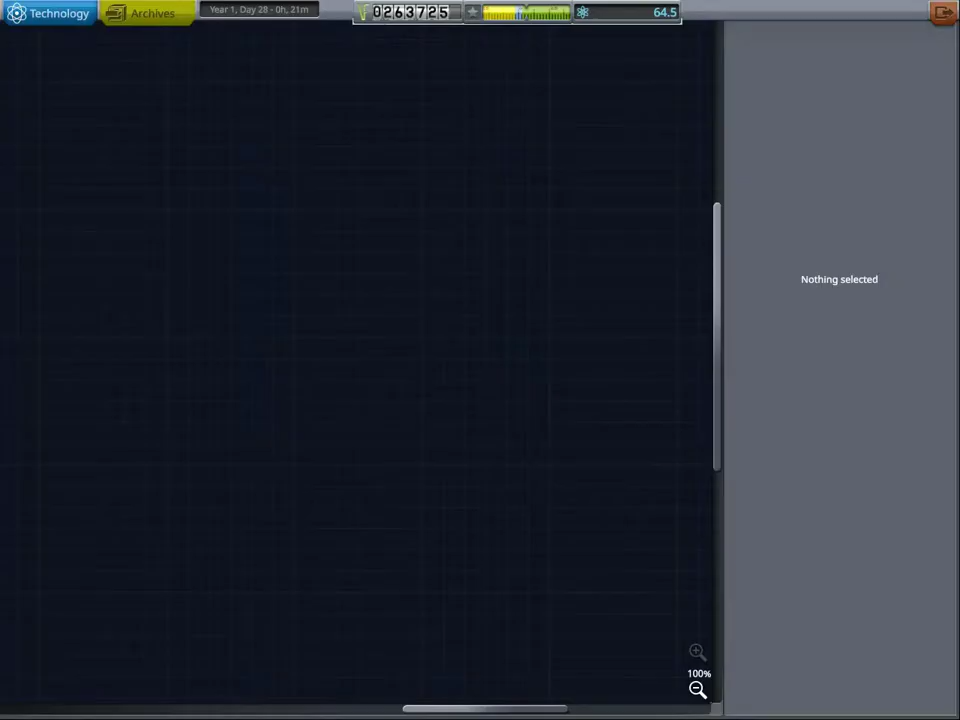 Technology
Archives
Year 1, Day 28 - 0h, 21m
0263725
64.5
Nothing selected
100%